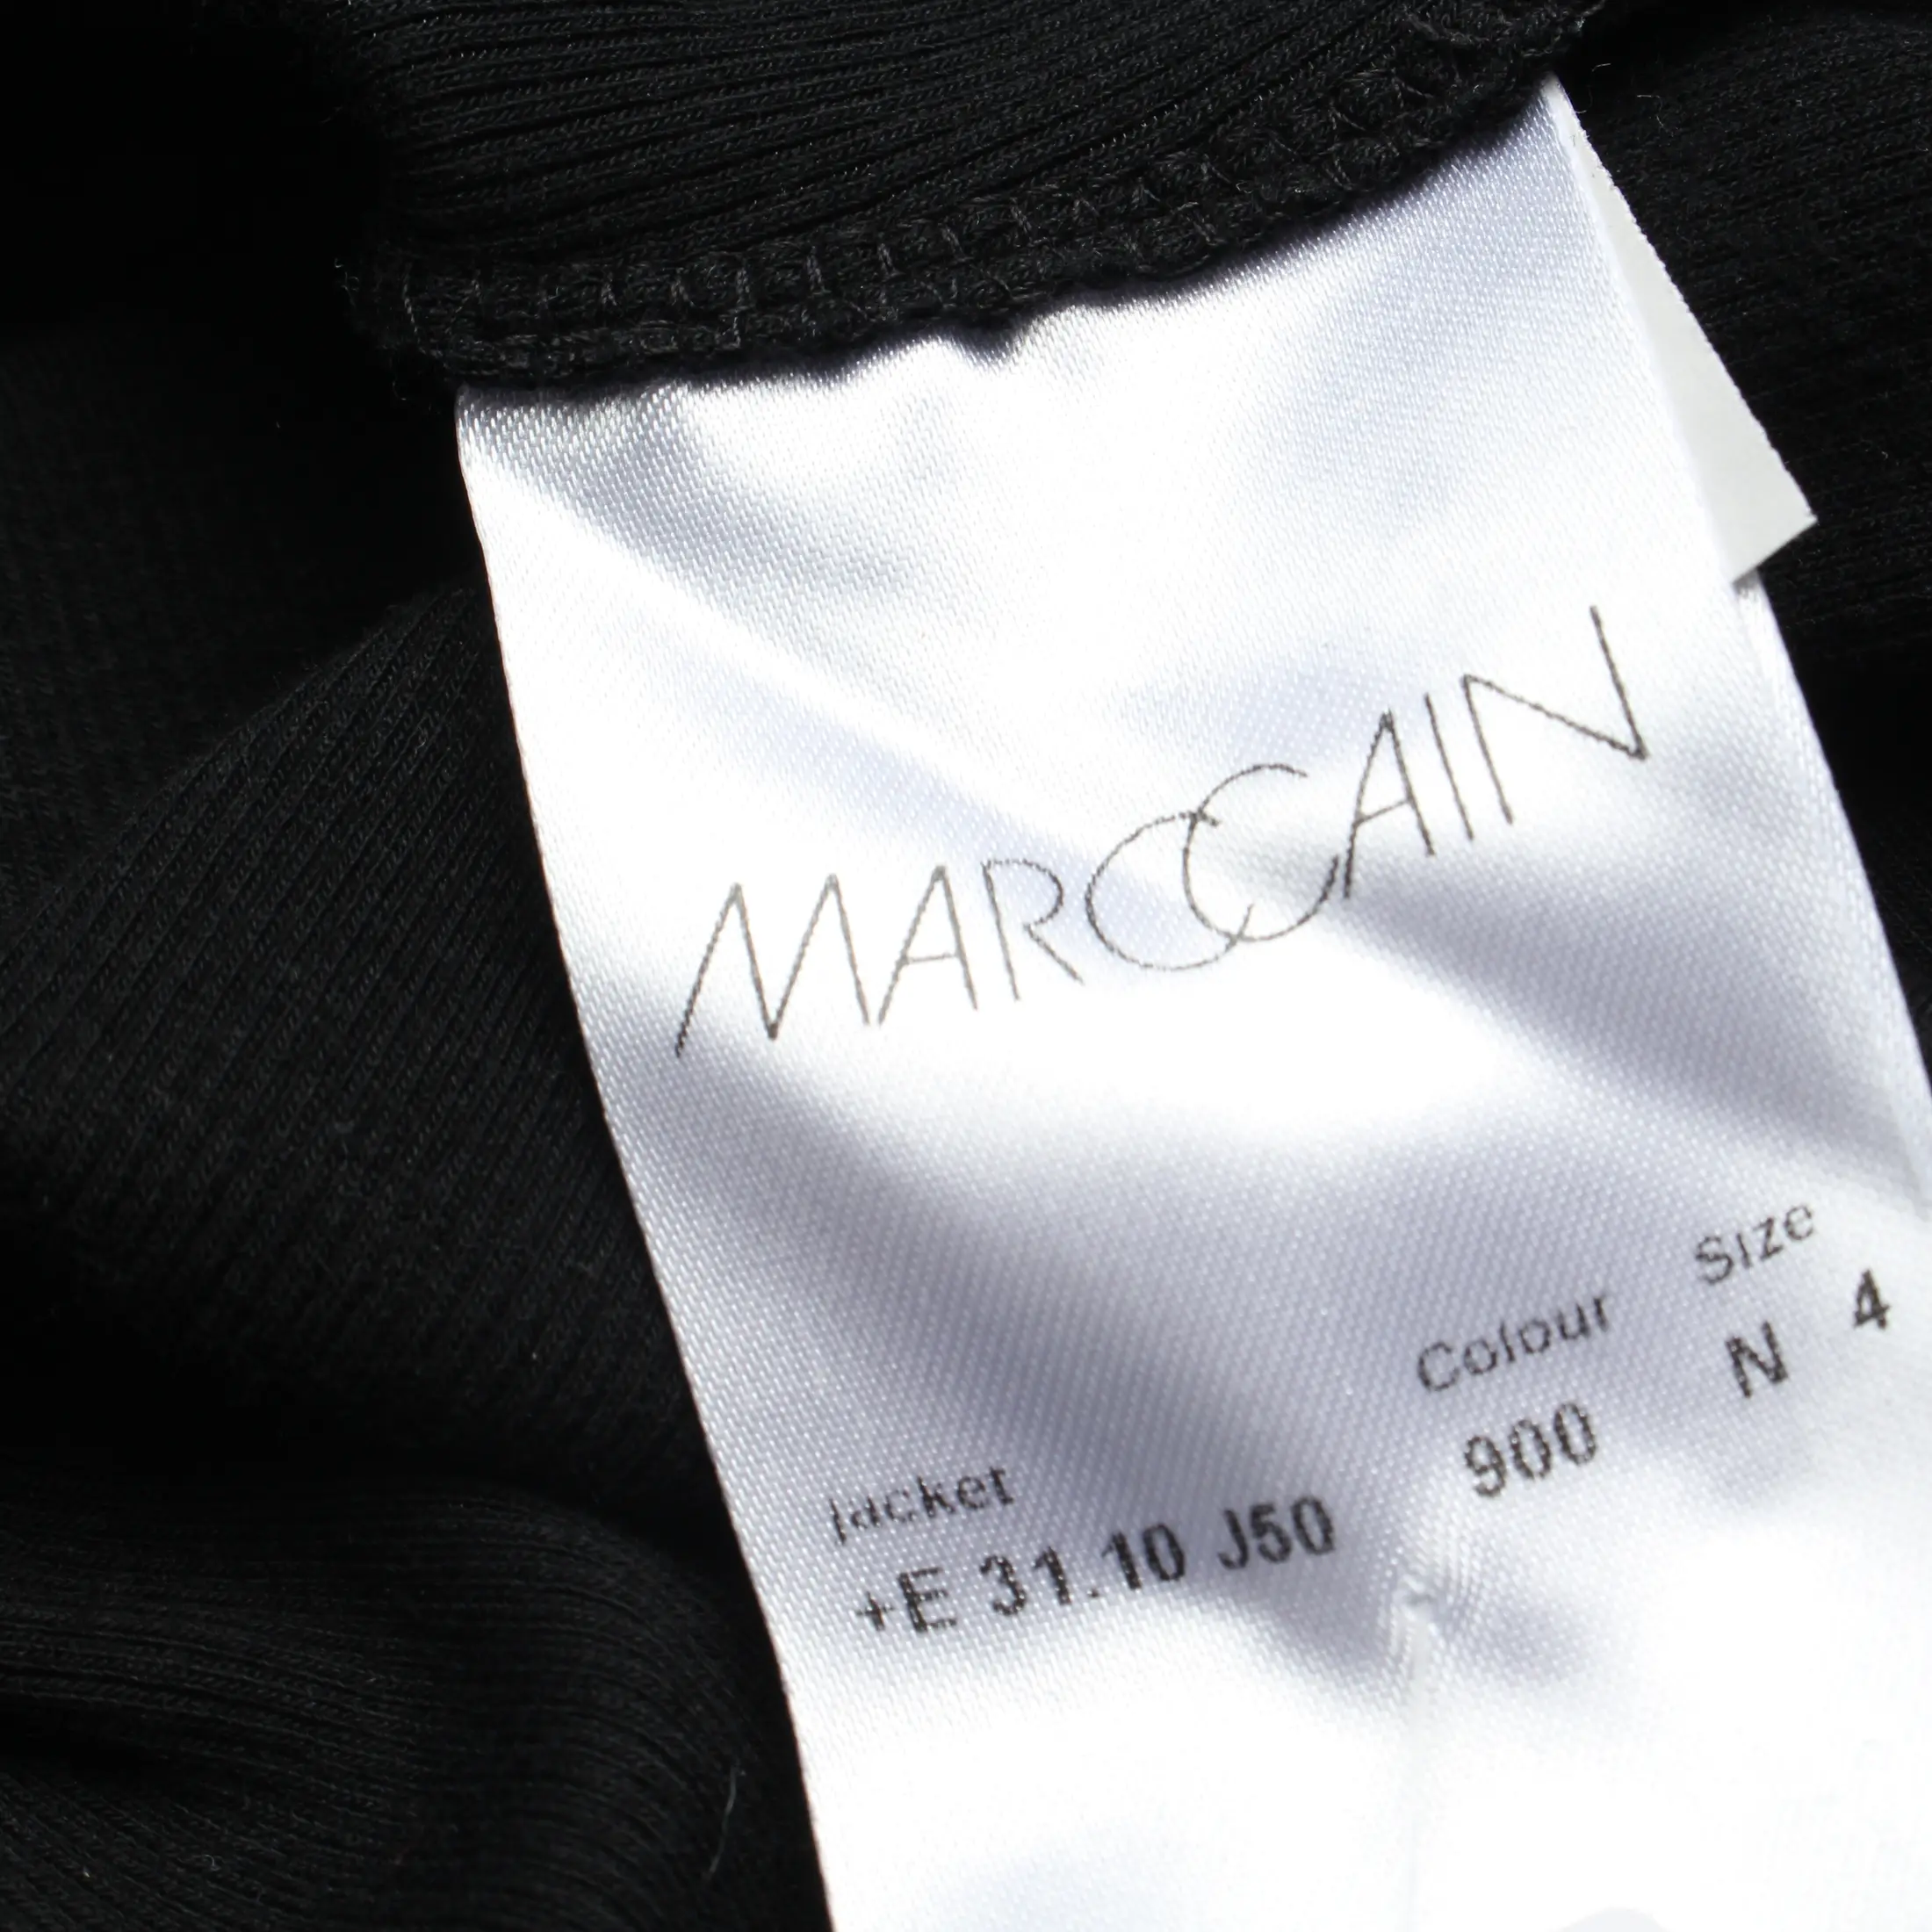 MARCCAIN
Jacket Colour Size
+E 31.10 J50 900 N 4